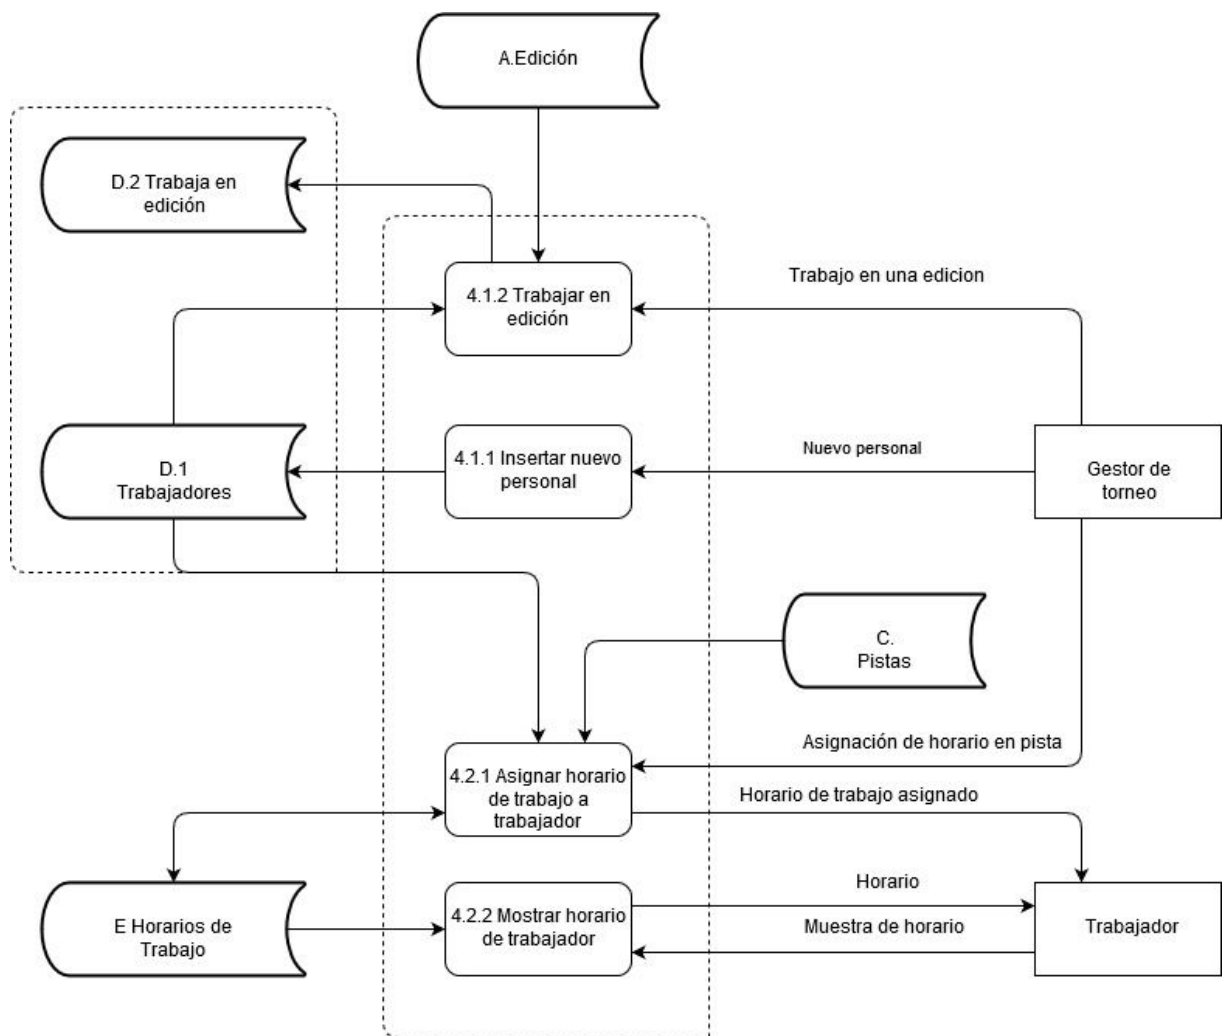 A.Edición
D.2 Trabaja en
edición
4.1.2 Trabajar en
edición
Trabajo en una edicion
D.1
Trabajadores
4.1.1 Insertar nuevo
personal
Nuevo personal
Gestor de
torneo
C.
Pistas
Asignación de horario en pista
4.2.1 Asignar horario
de trabajo a
trabajador
Horario de trabajo asignado
E Horarios de
Trabajo
4.2.2 Mostrar horario
de trabajador
Horario
Muestra de horario
Trabajador